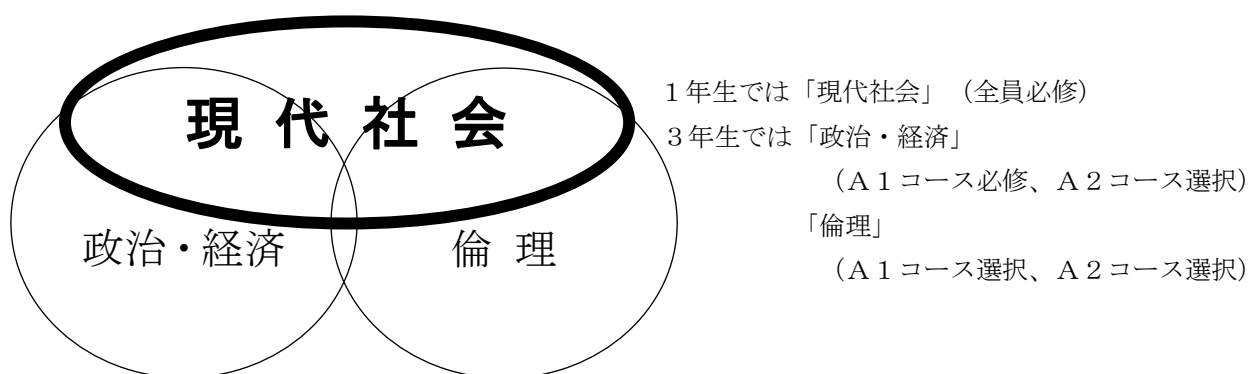 現代社会
政治・経済
倫理
1年生では「現代社会」（全員必修）
3年生では「政治・経済」
（A1コース必修、A2コース選択）
「倫理」
（A1コース選択、A2コース選択）